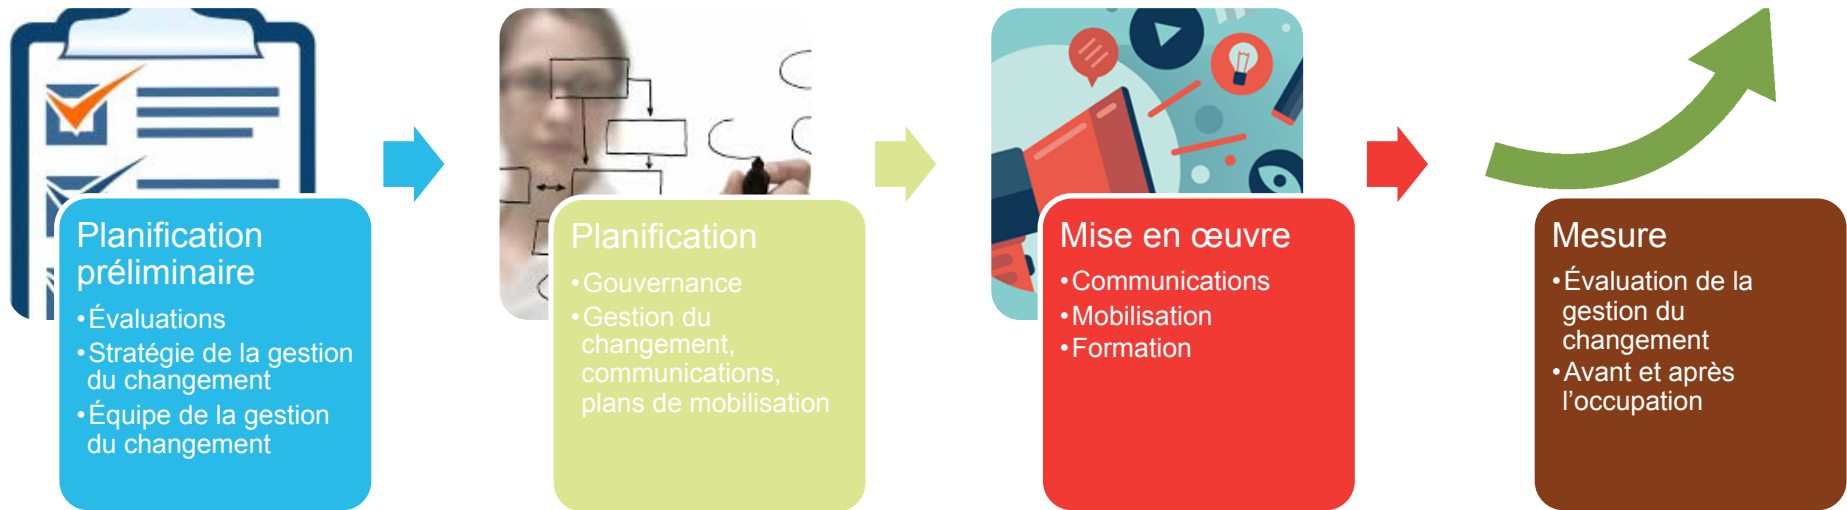 Planification
préliminaire
•Évaluations
•Stratégie de la gestion
du changement
•Équipe de la gestion
du changement
Planification
•Gouvernance
•Gestion du
changement,
communications,
plans de mobilisation
Mise en œuvre
•Communications
•Mobilisation
•Formation
Mesure
•Évaluation de la
gestion du
changement
•Avant et après
l’occupation